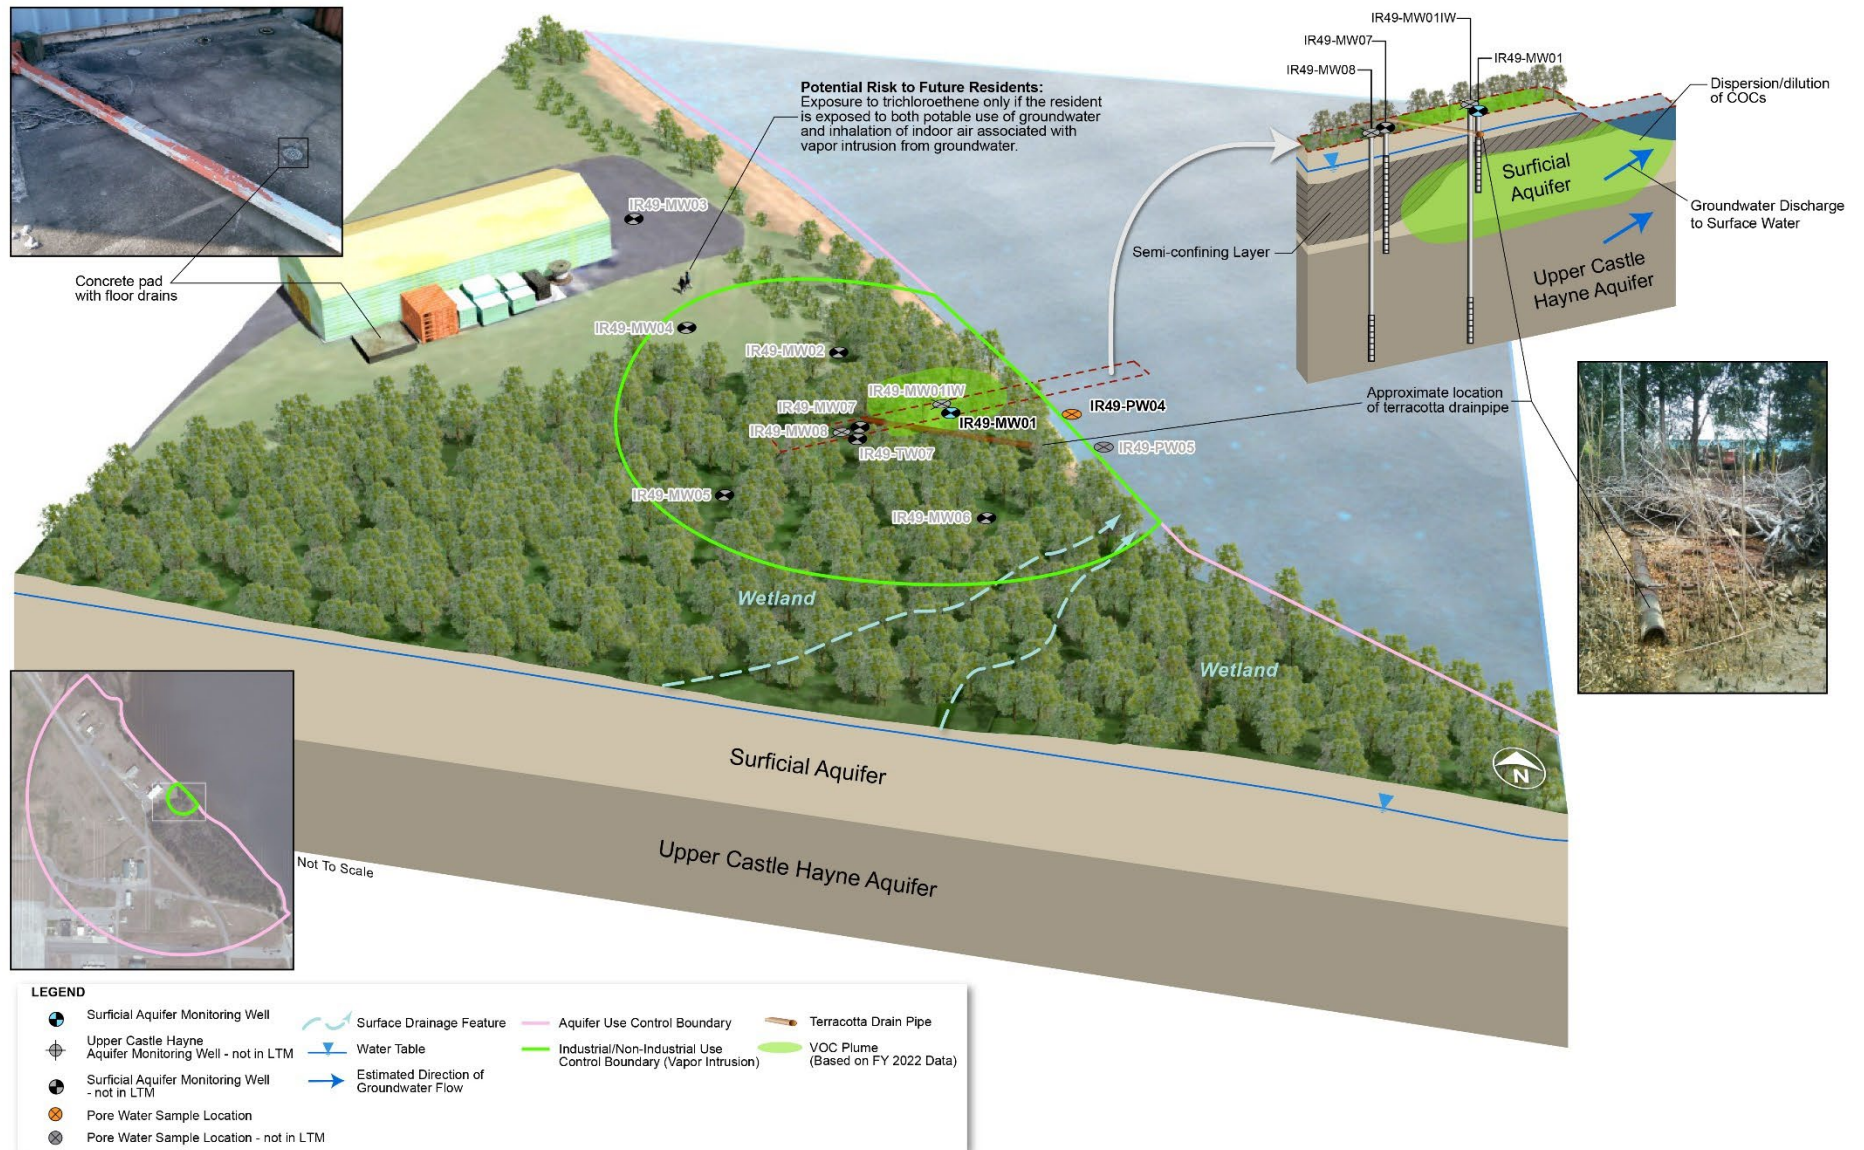 IR49-MW01IW
IR49-MW07
IR49-MW01
IR49-MW08
Dispersion/dilution
of COCs
Potential Risk to Future Residents:
Exposure to trichloroethene only if the resident
is exposed to both potable use of groundwater
and inhalation of indoor air associated with
vapor intrusion from groundwater.
Surficial
Aquifer
Groundwater Discharge
to Surface Water
Semi-confining Layer
Upper Castle
Hayne Aquifer
IR49-MW03
Concrete pad
with floor drains
IR49-MW04
IR49-MW02
IR49-MW01IW
IR49-MW07
IR49-PW04
IR49-MW01
IR49-MW08
IR49-TW07
IR49-PW05
Approximate location
of terracotta drainpipe
IR49-MW05
IR49-MW06
Wetland
Wetland
Surficial Aquifer
Upper Castle Hayne Aquifer
N
Not To Scale
LEGEND
Surficial Aquifer Monitoring Well
Upper Castle Hayne
Aquifer Monitoring Well - not in LTM
Surficial Aquifer Monitoring Well
- not in LTM
Pore Water Sample Location
Pore Water Sample Location - not in LTM
Surface Drainage Feature
Water Table
Estimated Direction of
Groundwater Flow
Aquifer Use Control Boundary
Industrial/Non-Industrial Use
Control Boundary (Vapor Intrusion)
Terracotta Drain Pipe
VOC Plume
(Based on FY 2022 Data)